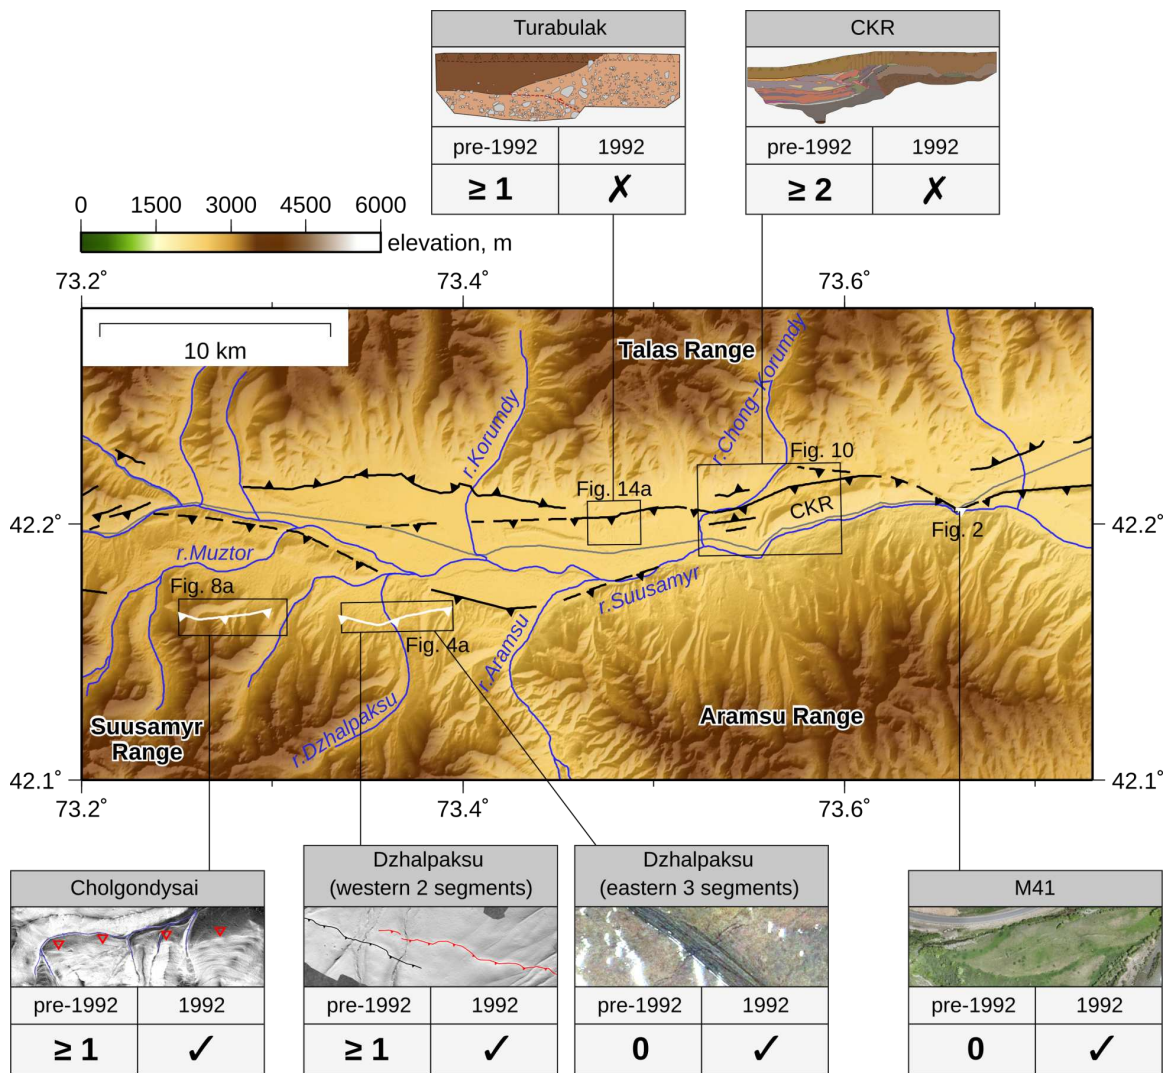 Turabulak
pre-1992 1992
≥ 1 ✗
CKR
pre-1992 1992
≥ 2 ✗
0 1500 3000 4500 6000
elevation, m
73.2˚ 73.4˚ 73.6˚
10 km
Talas Range
r.Korumdy
r.Chong-Korumdy
Fig. 10
Fig. 14a
CKR
42.2˚ 42.2˚
Fig. 2
r.Muztor
r.Suusamyr
Fig. 8a
Fig. 4a
r.Aramsu
r.Dzhalpaksu
Suusamyr
Range
Aramsu Range
42.1˚ 42.1˚
73.2˚ 73.4˚ 73.6˚
Cholgondysai
pre-1992 1992
≥ 1 ✓
Dzhalpaksu
(western 2 segments)
pre-1992 1992
≥ 1 ✓
Dzhalpaksu
(eastern 3 segments)
pre-1992 1992
0 ✓
M41
pre-1992 1992
0 ✓